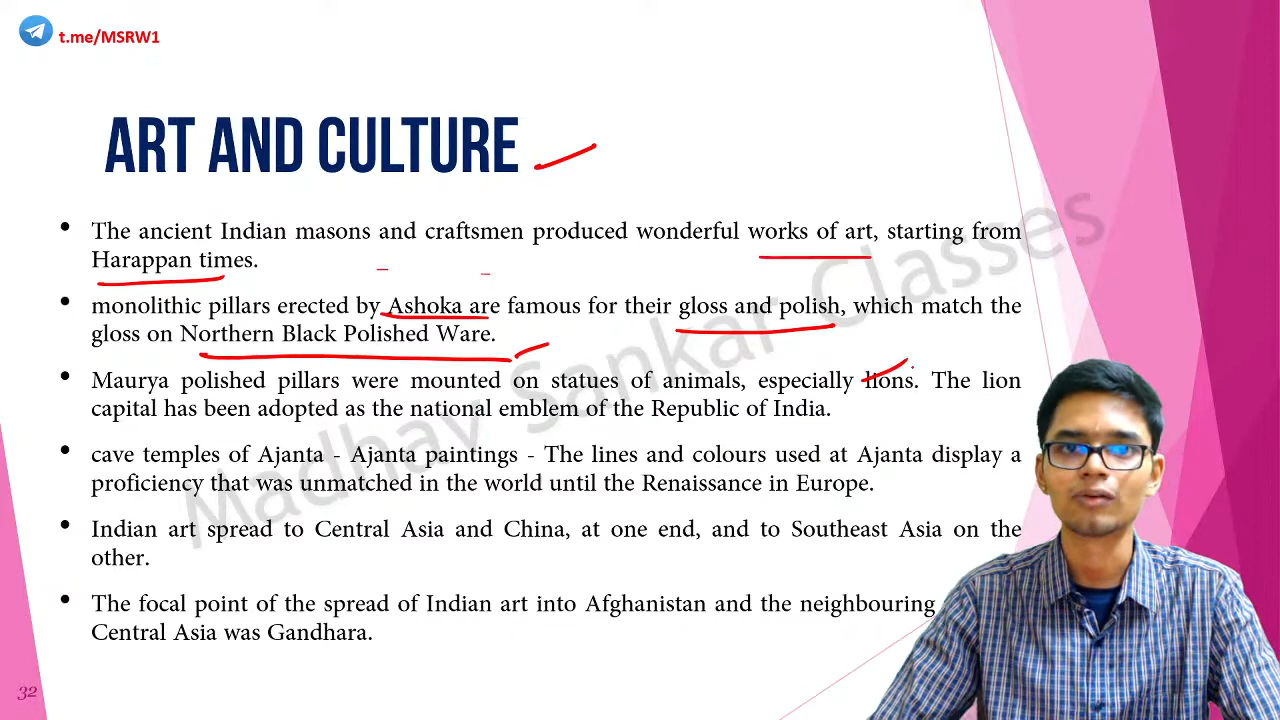 t.me/MSRW1
ART AND CULTURE
• The ancient Indian masons and craftsmen produced wonderful works of art, starting from
Harappan times.
• monolithic pillars erected by Ashoka are famous for their gloss and polish, which match the
gloss on Northern Black Polished Ware.
• Maurya polished pillars were mounted on statues of animals, especially lions. The lion
capital has been adopted as the national emblem of the Republic of India.
• cave temples of Ajanta - Ajanta paintings - The lines and colours used at Ajanta display a
proficiency that was unmatched in the world until the Renaissance in Europe.
• Indian art spread to Central Asia and China, at one end, and to Southeast Asia on the
other.
• The focal point of the spread of Indian art into Afghanistan and the neighbouring
Central Asia was Gandhara.
Madhav Sankar Classes
32